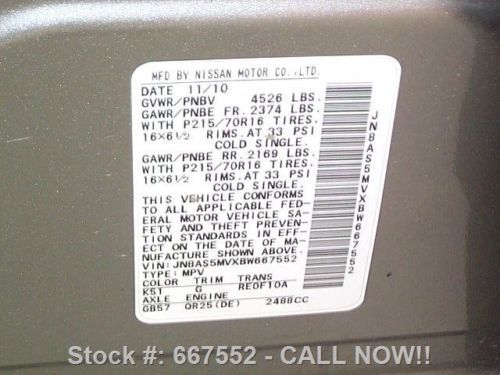 MFD BY NISSAN MOTOR CO.,LTD.
DATE 11/10
GVWR/PNBV 4526 LBS.
GAWR/PNBE FR. 2374 LBS.
WITH P215/70R16 TIRES.
16X6½ RIMS.AT 33 PSI
COLD SINGLE.
GAWR/PNBE RR. 2169 LBS.
WITH P215/70R16 TIRES.
16X6½ RIMS.AT 33 PSI
COLD SINGLE.
THIS VEHICLE CONFORMS
TO ALL APPLICABLE FED-
ERAL MOTOR VEHICLE SA-
FETY AND THEFT PREVEN-
TION STANDARDS IN EFF-
ECT ON THE DATE OF MA-
NUFACTURE SHOWN ABOVE.
VIN: JN8AS5MVXBW667552
TYPE: MPV
COLOR TRIM TRANS
K51 G RE0F10A
AXLE ENGINE
GB57 QR25(DE) 2488CC
JN8AS5MVXBW667552
Stock #: 667552 - CALL NOW!!